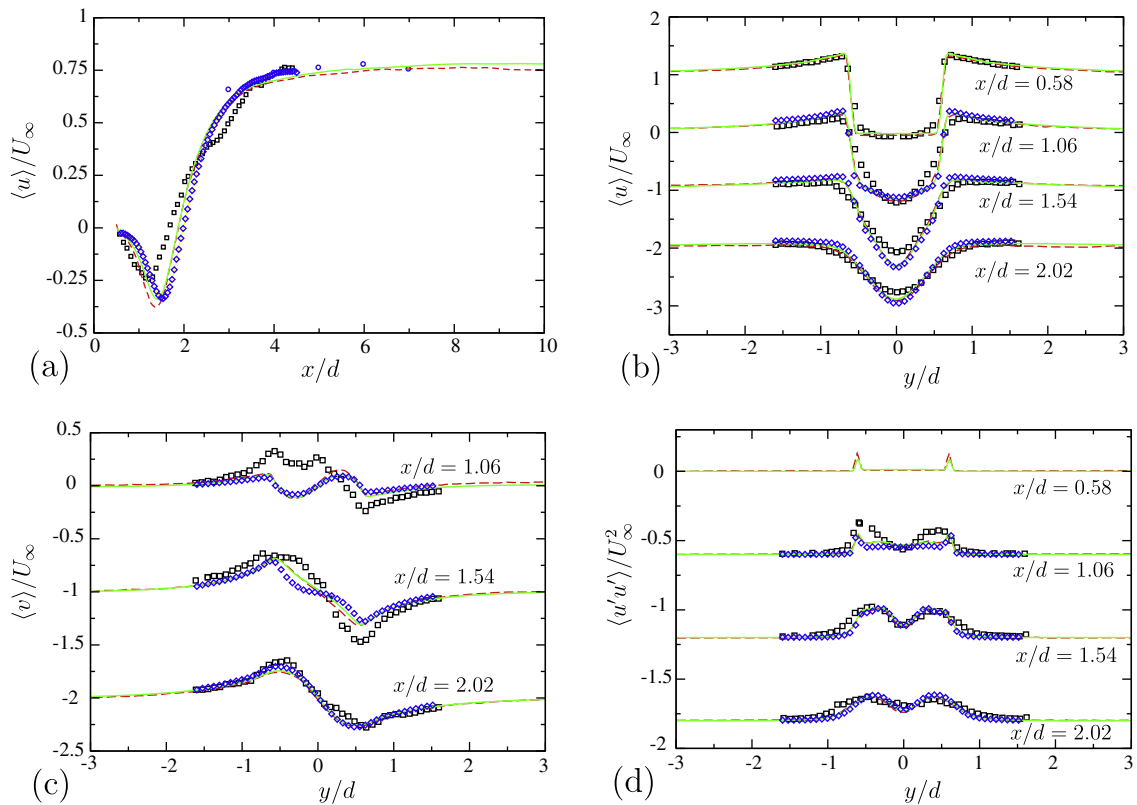 1
0.75
0.5
0.25
0
-0.25
-0.5
0 2 4 6 8 10
⟨u⟩/U∞
x/d
(a)
2
1
0
-1
-2
-3
-3 -2 -1 0 1 2 3
⟨u⟩/U∞
y/d
x/d = 0.58
x/d = 1.06
x/d = 1.54
x/d = 2.02
(b)
0.5
0
-0.5
-1
-1.5
-2
-2.5
-3 -2 -1 0 1 2 3
⟨v⟩/U∞
y/d
x/d = 1.06
x/d = 1.54
x/d = 2.02
(c)
0
-0.5
-1
-1.5
-2
-3 -2 -1 0 1 2 3
⟨u′u′⟩/U²∞
y/d
x/d = 0.58
x/d = 1.06
x/d = 1.54
x/d = 2.02
(d)